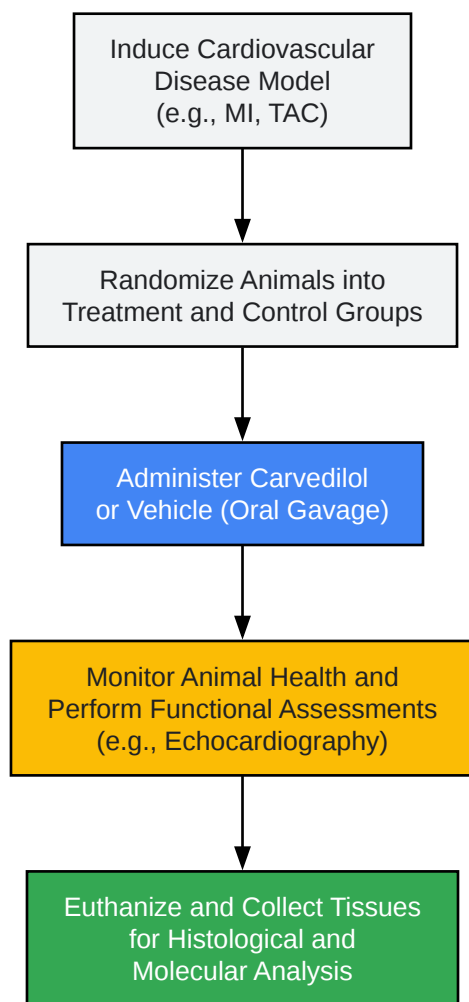 Induce Cardiovascular
Disease Model
(e.g., MI, TAC)
Randomize Animals into
Treatment and Control Groups
Administer Carvedilol
or Vehicle (Oral Gavage)
Monitor Animal Health and
Perform Functional Assessments
(e.g., Echocardiography)
Euthanize and Collect Tissues
for Histological and
Molecular Analysis